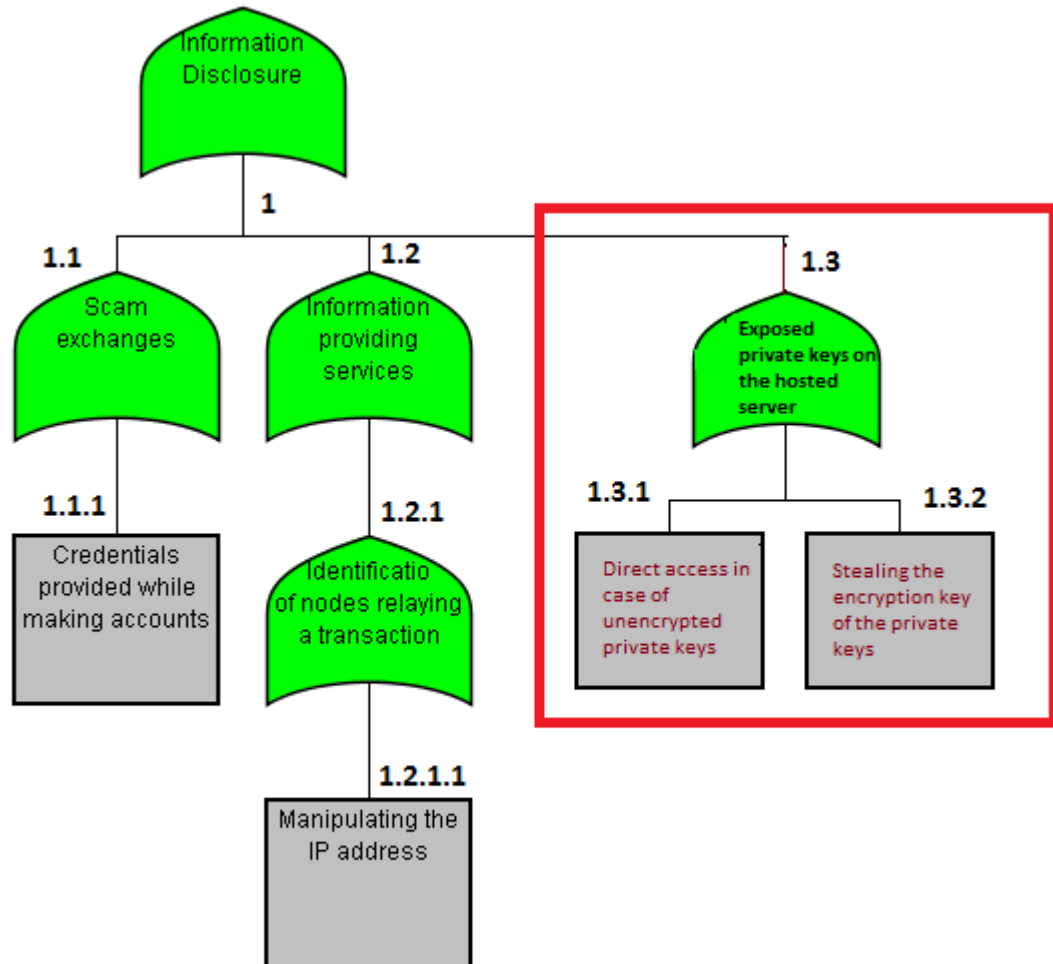 Information
Disclosure
1
1.1
1.2
1.3
Scam
exchanges
Information
providing
services
Exposed
private keys on
the hosted
server
1.1.1
1.2.1
1.3.1
1.3.2
Credentials
provided while
making accounts
Identificatio
of nodes relaying
a transaction
Direct access in
case of
unencrypted
private keys
Stealing the
encryption key
of the private
keys
1.2.1.1
Manipulating the
IP address